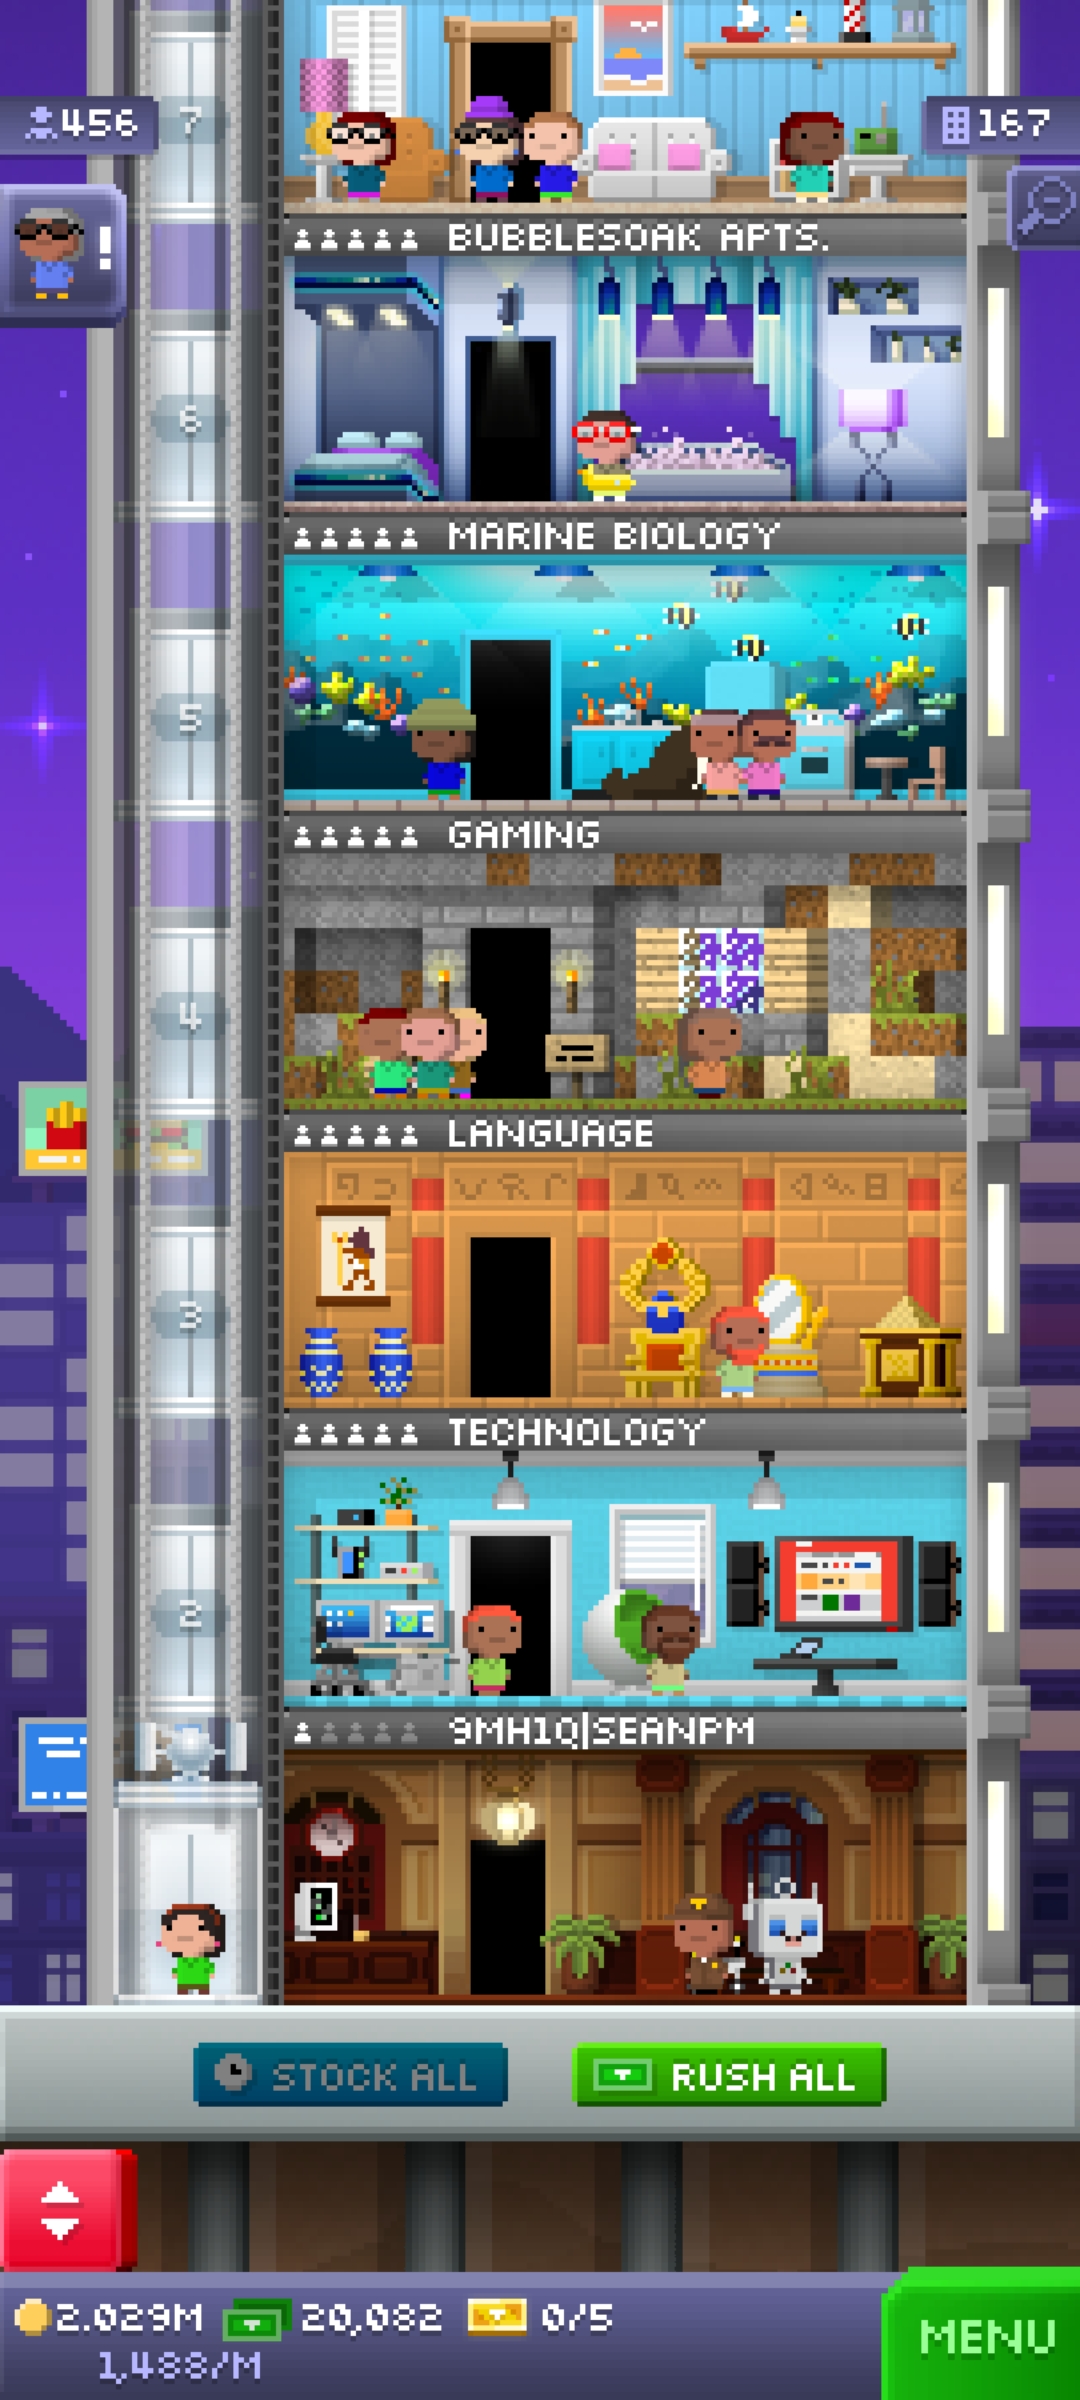 456
7
167
!
BUBBLESOAK APTS.
6
MARINE BIOLOGY
5
GAMING
4
LANGUAGE
3
TECHNOLOGY
2
9MH1Q|SEANPM
STOCK ALL
RUSH ALL
2.029M
20,082
0/5
1,488/M
MENU